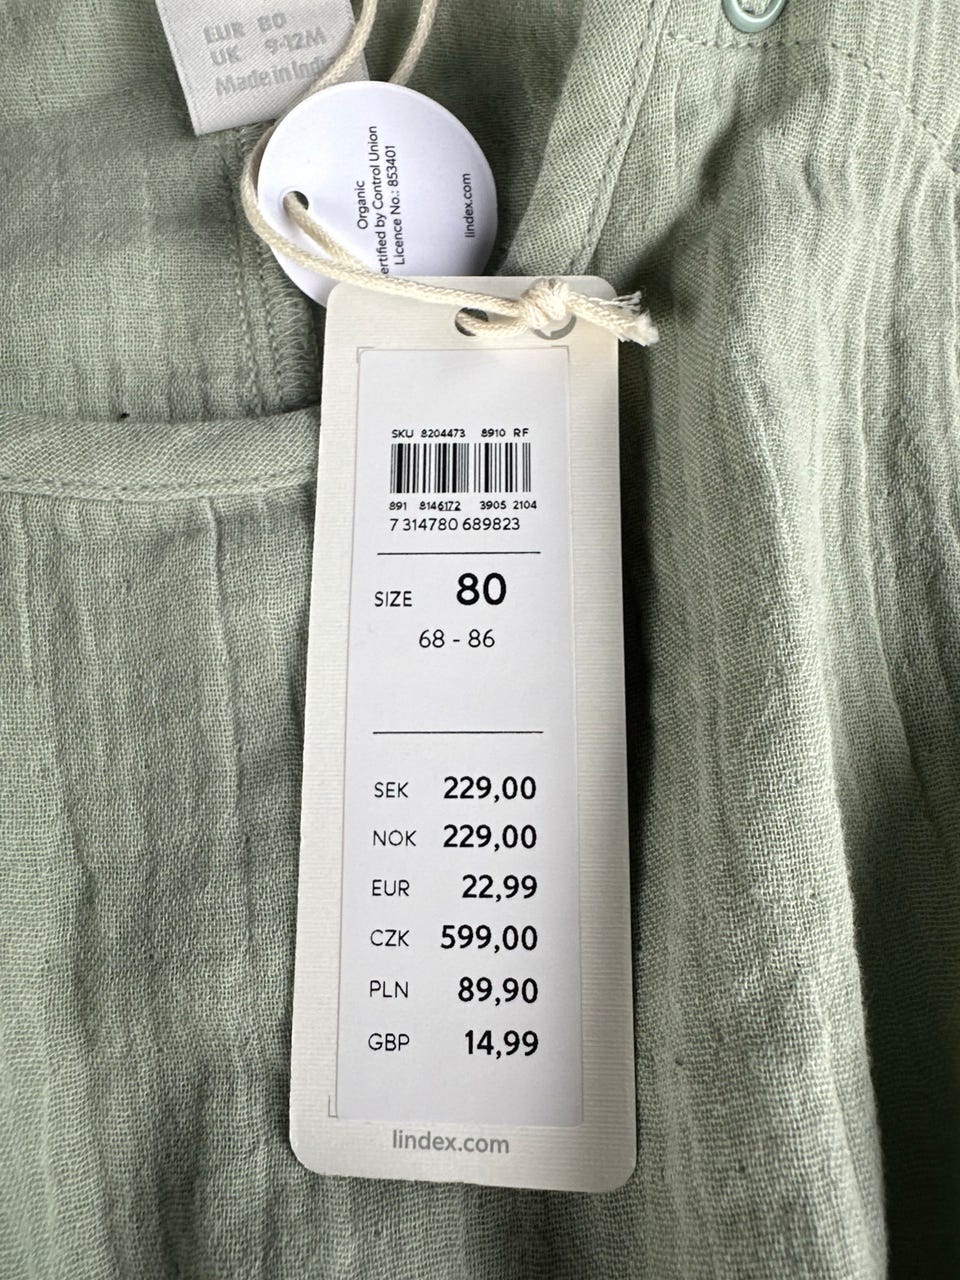 EUR 80
UK 9-12M
Made in
Organic
ertified by Control Union
Licence No.: 853401
lindex.com
SKU 8204473 8910 RF
891 8146172 3905 2104
7 314780 689823
SIZE 80
68 - 86
SEK 229,00
NOK 229,00
EUR 22,99
CZK 599,00
PLN 89,90
GBP 14,99
lindex.com